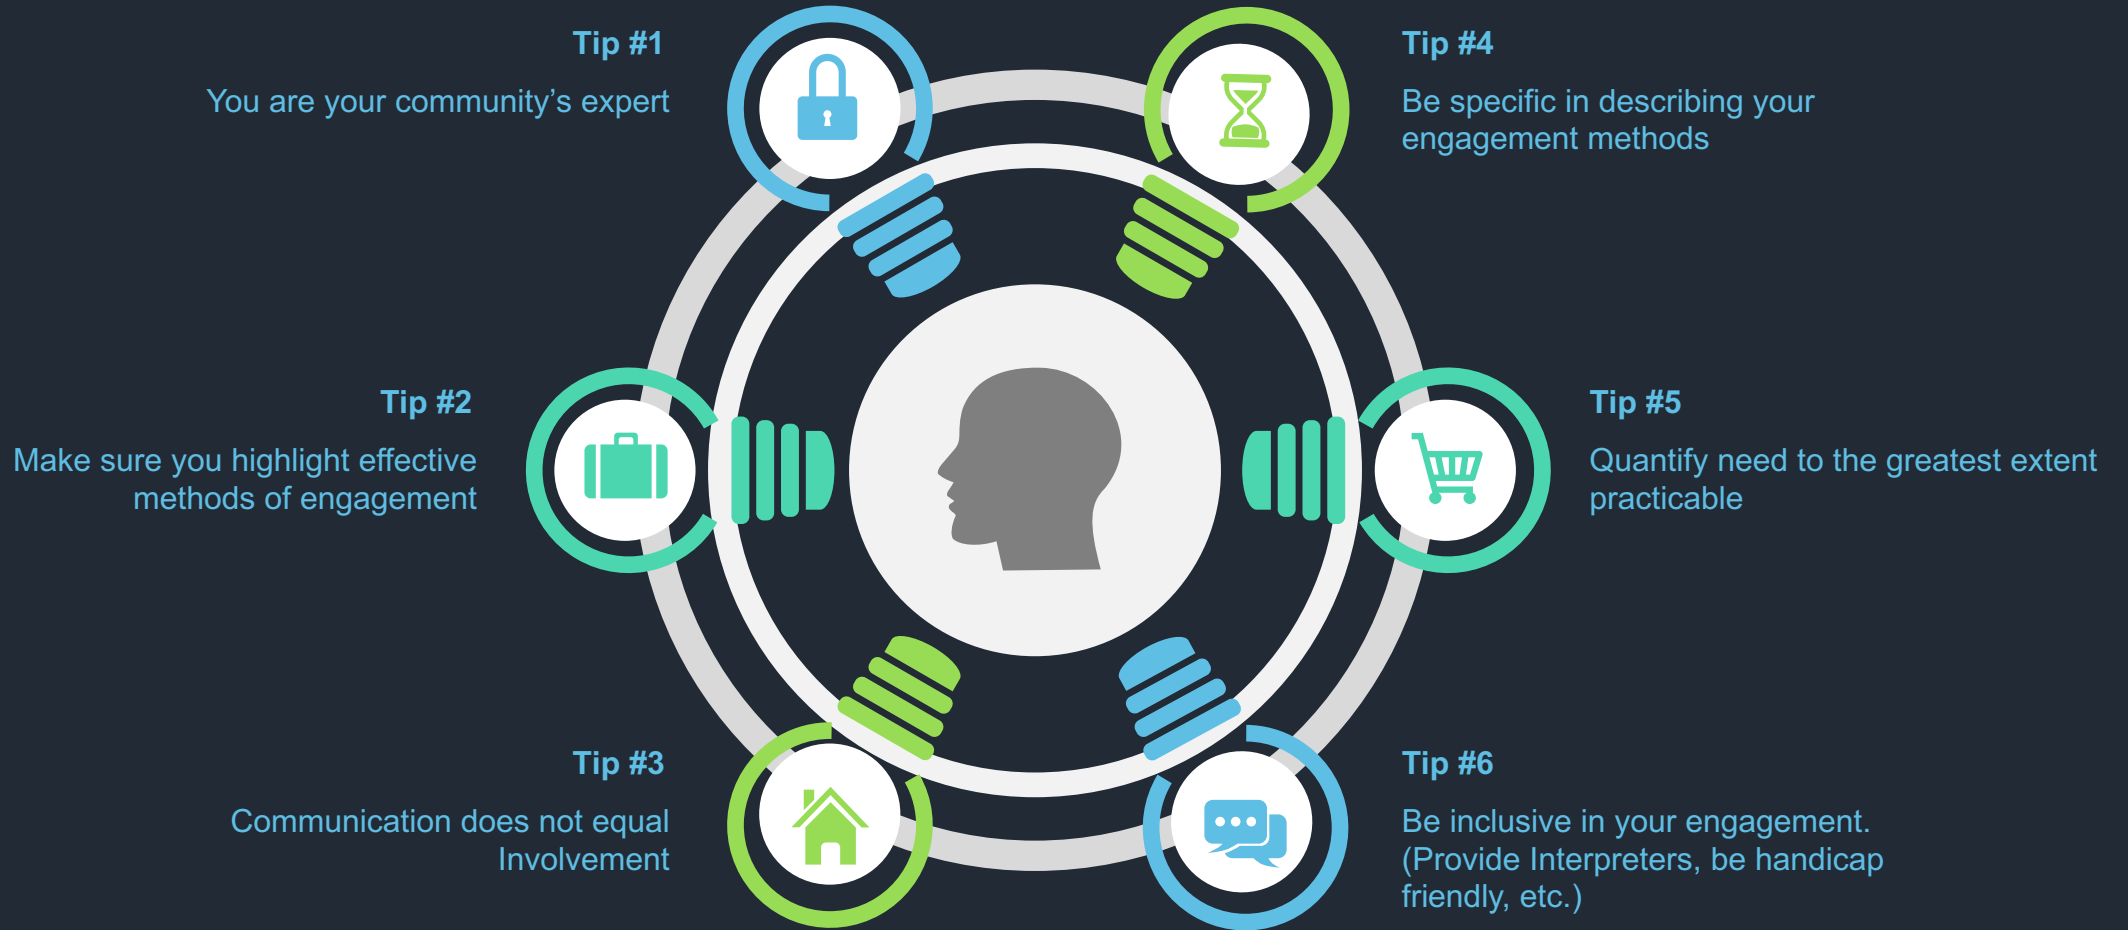 Tip #1
You are your community’s expert
Tip #2
Make sure you highlight effective
methods of engagement
Tip #3
Communication does not equal
Involvement
Tip #4
Be specific in describing your
engagement methods
Tip #5
Quantify need to the greatest extent
practicable
Tip #6
Be inclusive in your engagement.
(Provide Interpreters, be handicap
friendly, etc.)